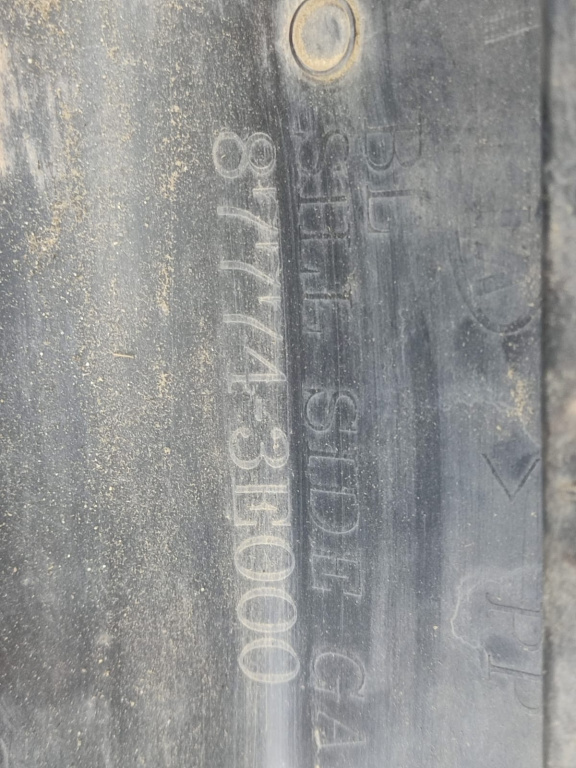 BL
SILL SIDE GA
87774-3E000
PP